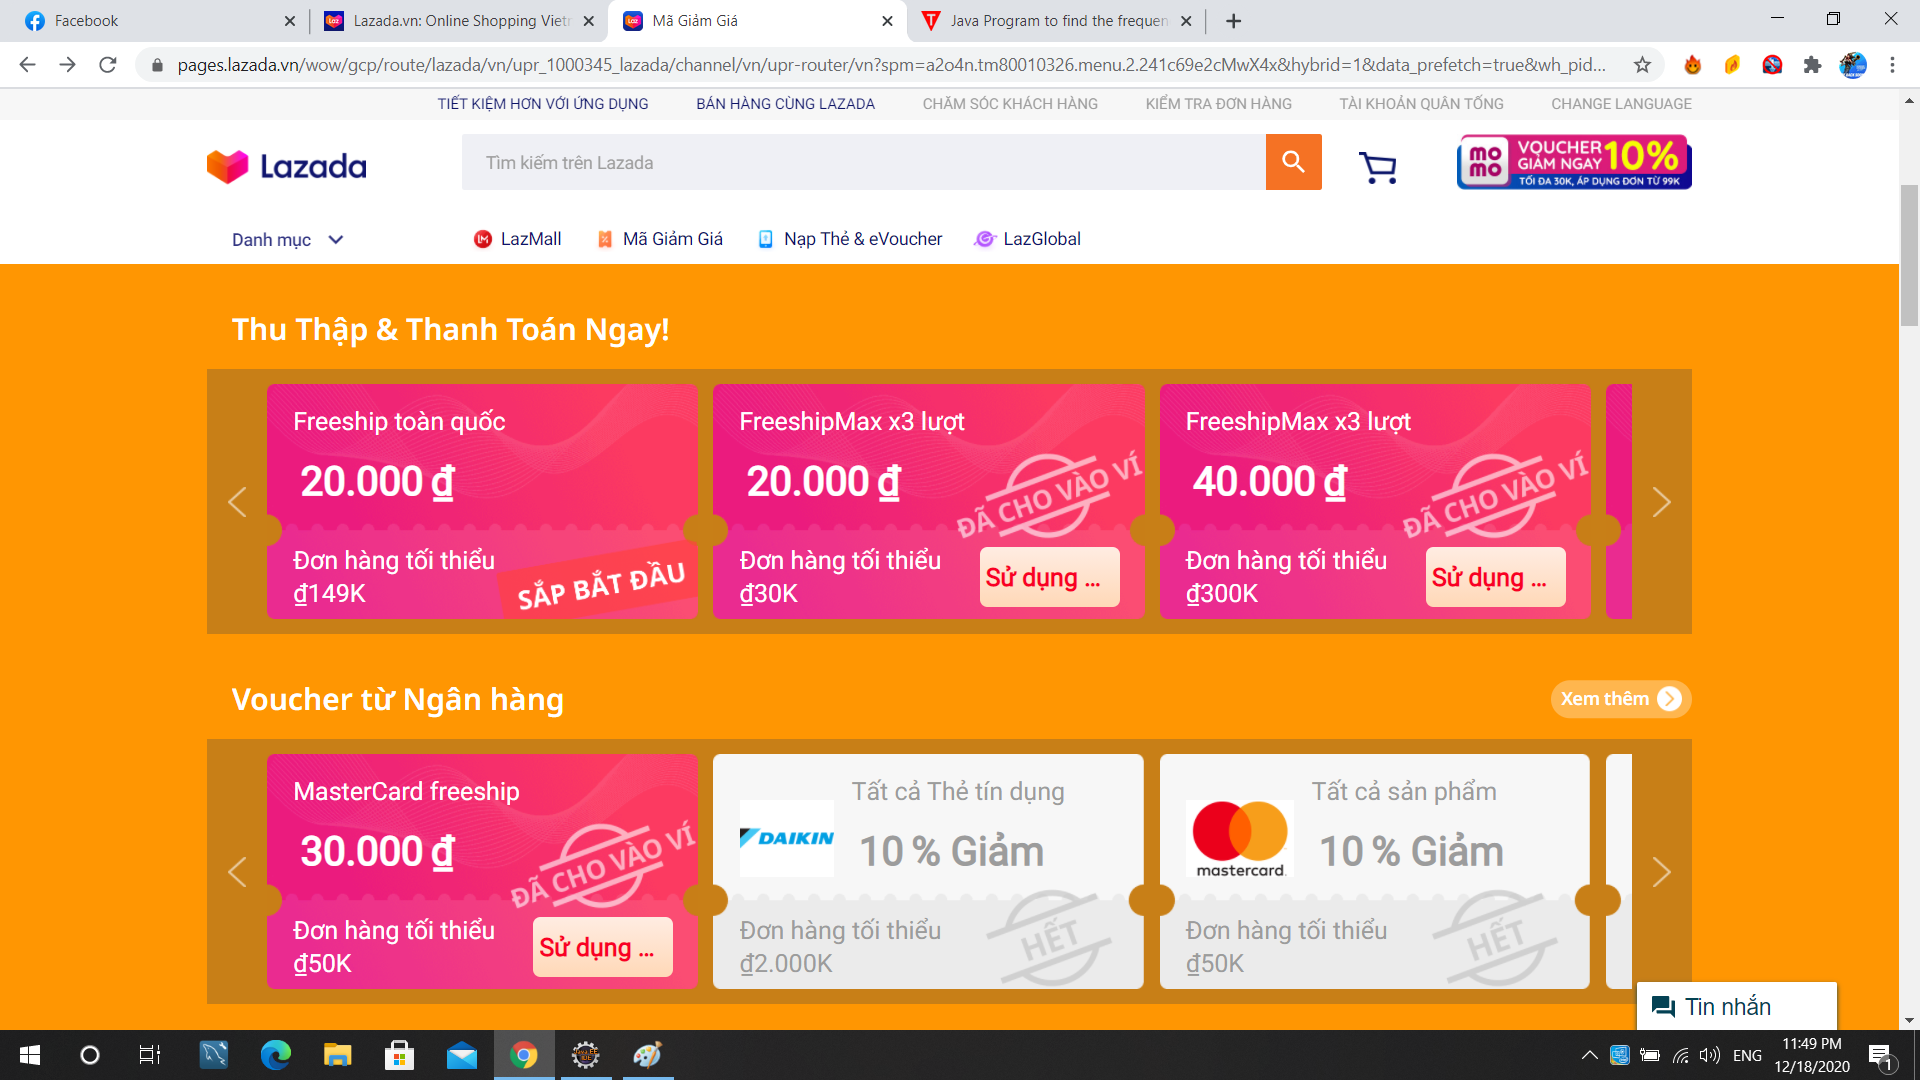 Facebook
Lazada.vn: Online Shopping Vietn
Mã Giảm Giá
Java Program to find the frequen
pages.lazada.vn/wow/gcp/route/lazada/vn/upr_1000345_lazada/channel/vn/upr-router/vn?spm=a2o4n.tm80010326.menu.2.241c69e2cMwX4x&hybrid=1&data_prefetch=true&wh_pid...
TIẾT KIỆM HƠN VỚI ỨNG DỤNG
BÁN HÀNG CÙNG LAZADA
CHĂM SÓC KHÁCH HÀNG
KIỂM TRA ĐƠN HÀNG
TÀI KHOẢN QUÂN TỐNG
CHANGE LANGUAGE
Lazada
Tìm kiếm trên Lazada
mo mo
VOUCHER
GIẢM NGAY 10%
TỐI ĐA 30K, ÁP DỤNG ĐƠN TỪ 99K
Danh mục
LazMall
Mã Giảm Giá
Nạp Thẻ & eVoucher
LazGlobal
Thu Thập & Thanh Toán Ngay!
Freeship toàn quốc
20.000 ₫
Đơn hàng tối thiểu
₫149K
SẮP BẮT ĐẦU
FreeshipMax x3 lượt
20.000 ₫
ĐÃ CHO VÀO VÍ
Đơn hàng tối thiểu
₫30K
Sử dụng ...
FreeshipMax x3 lượt
40.000 ₫
ĐÃ CHO VÀO VÍ
Đơn hàng tối thiểu
₫300K
Sử dụng ...
Voucher từ Ngân hàng
Xem thêm
MasterCard freeship
30.000 ₫
ĐÃ CHO VÀO VÍ
Đơn hàng tối thiểu
₫50K
Sử dụng ...
DAIKIN
Tất cả Thẻ tín dụng
10 % Giảm
Đơn hàng tối thiểu
₫2.000K
HẾT
mastercard.
Tất cả sản phẩm
10 % Giảm
Đơn hàng tối thiểu
₫50K
HẾT
Tin nhắn
ENG
11:49 PM
12/18/2020
1